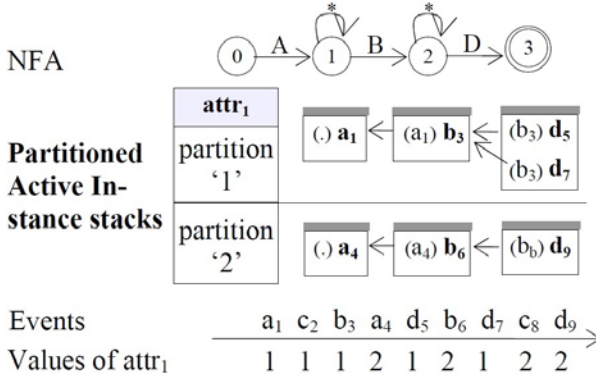 * *
NFA 0 A 1 B 2 D 3
attr₁
Partitioned
Active In-
stance stacks
partition
‘1’
(.) a₁ (a₁) b₃ (b₃) d₅
(b₃) d₇
partition
‘2’
(.) a₄ (a₄) b₆ (b_b) d₉
Events a₁ c₂ b₃ a₄ d₅ b₆ d₇ c₈ d₉
Values of attr₁ 1 1 1 2 1 2 1 2 2